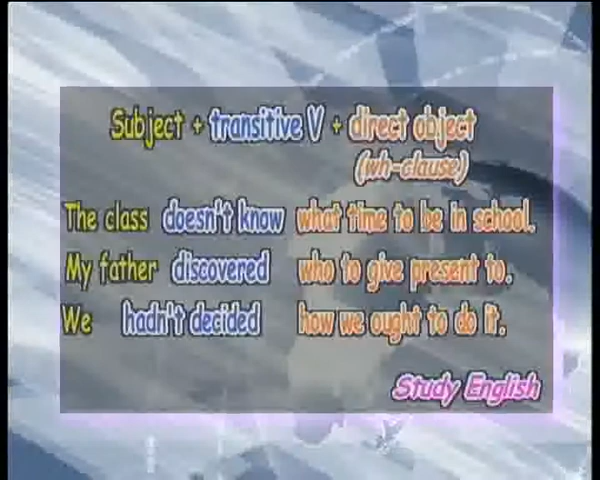 Subject + transitive V + direct object
(wh-clause)
The class doesn't know what time to be in school.
My father discovered who to give present to.
We hadn't decided how we ought to do it.
Study English